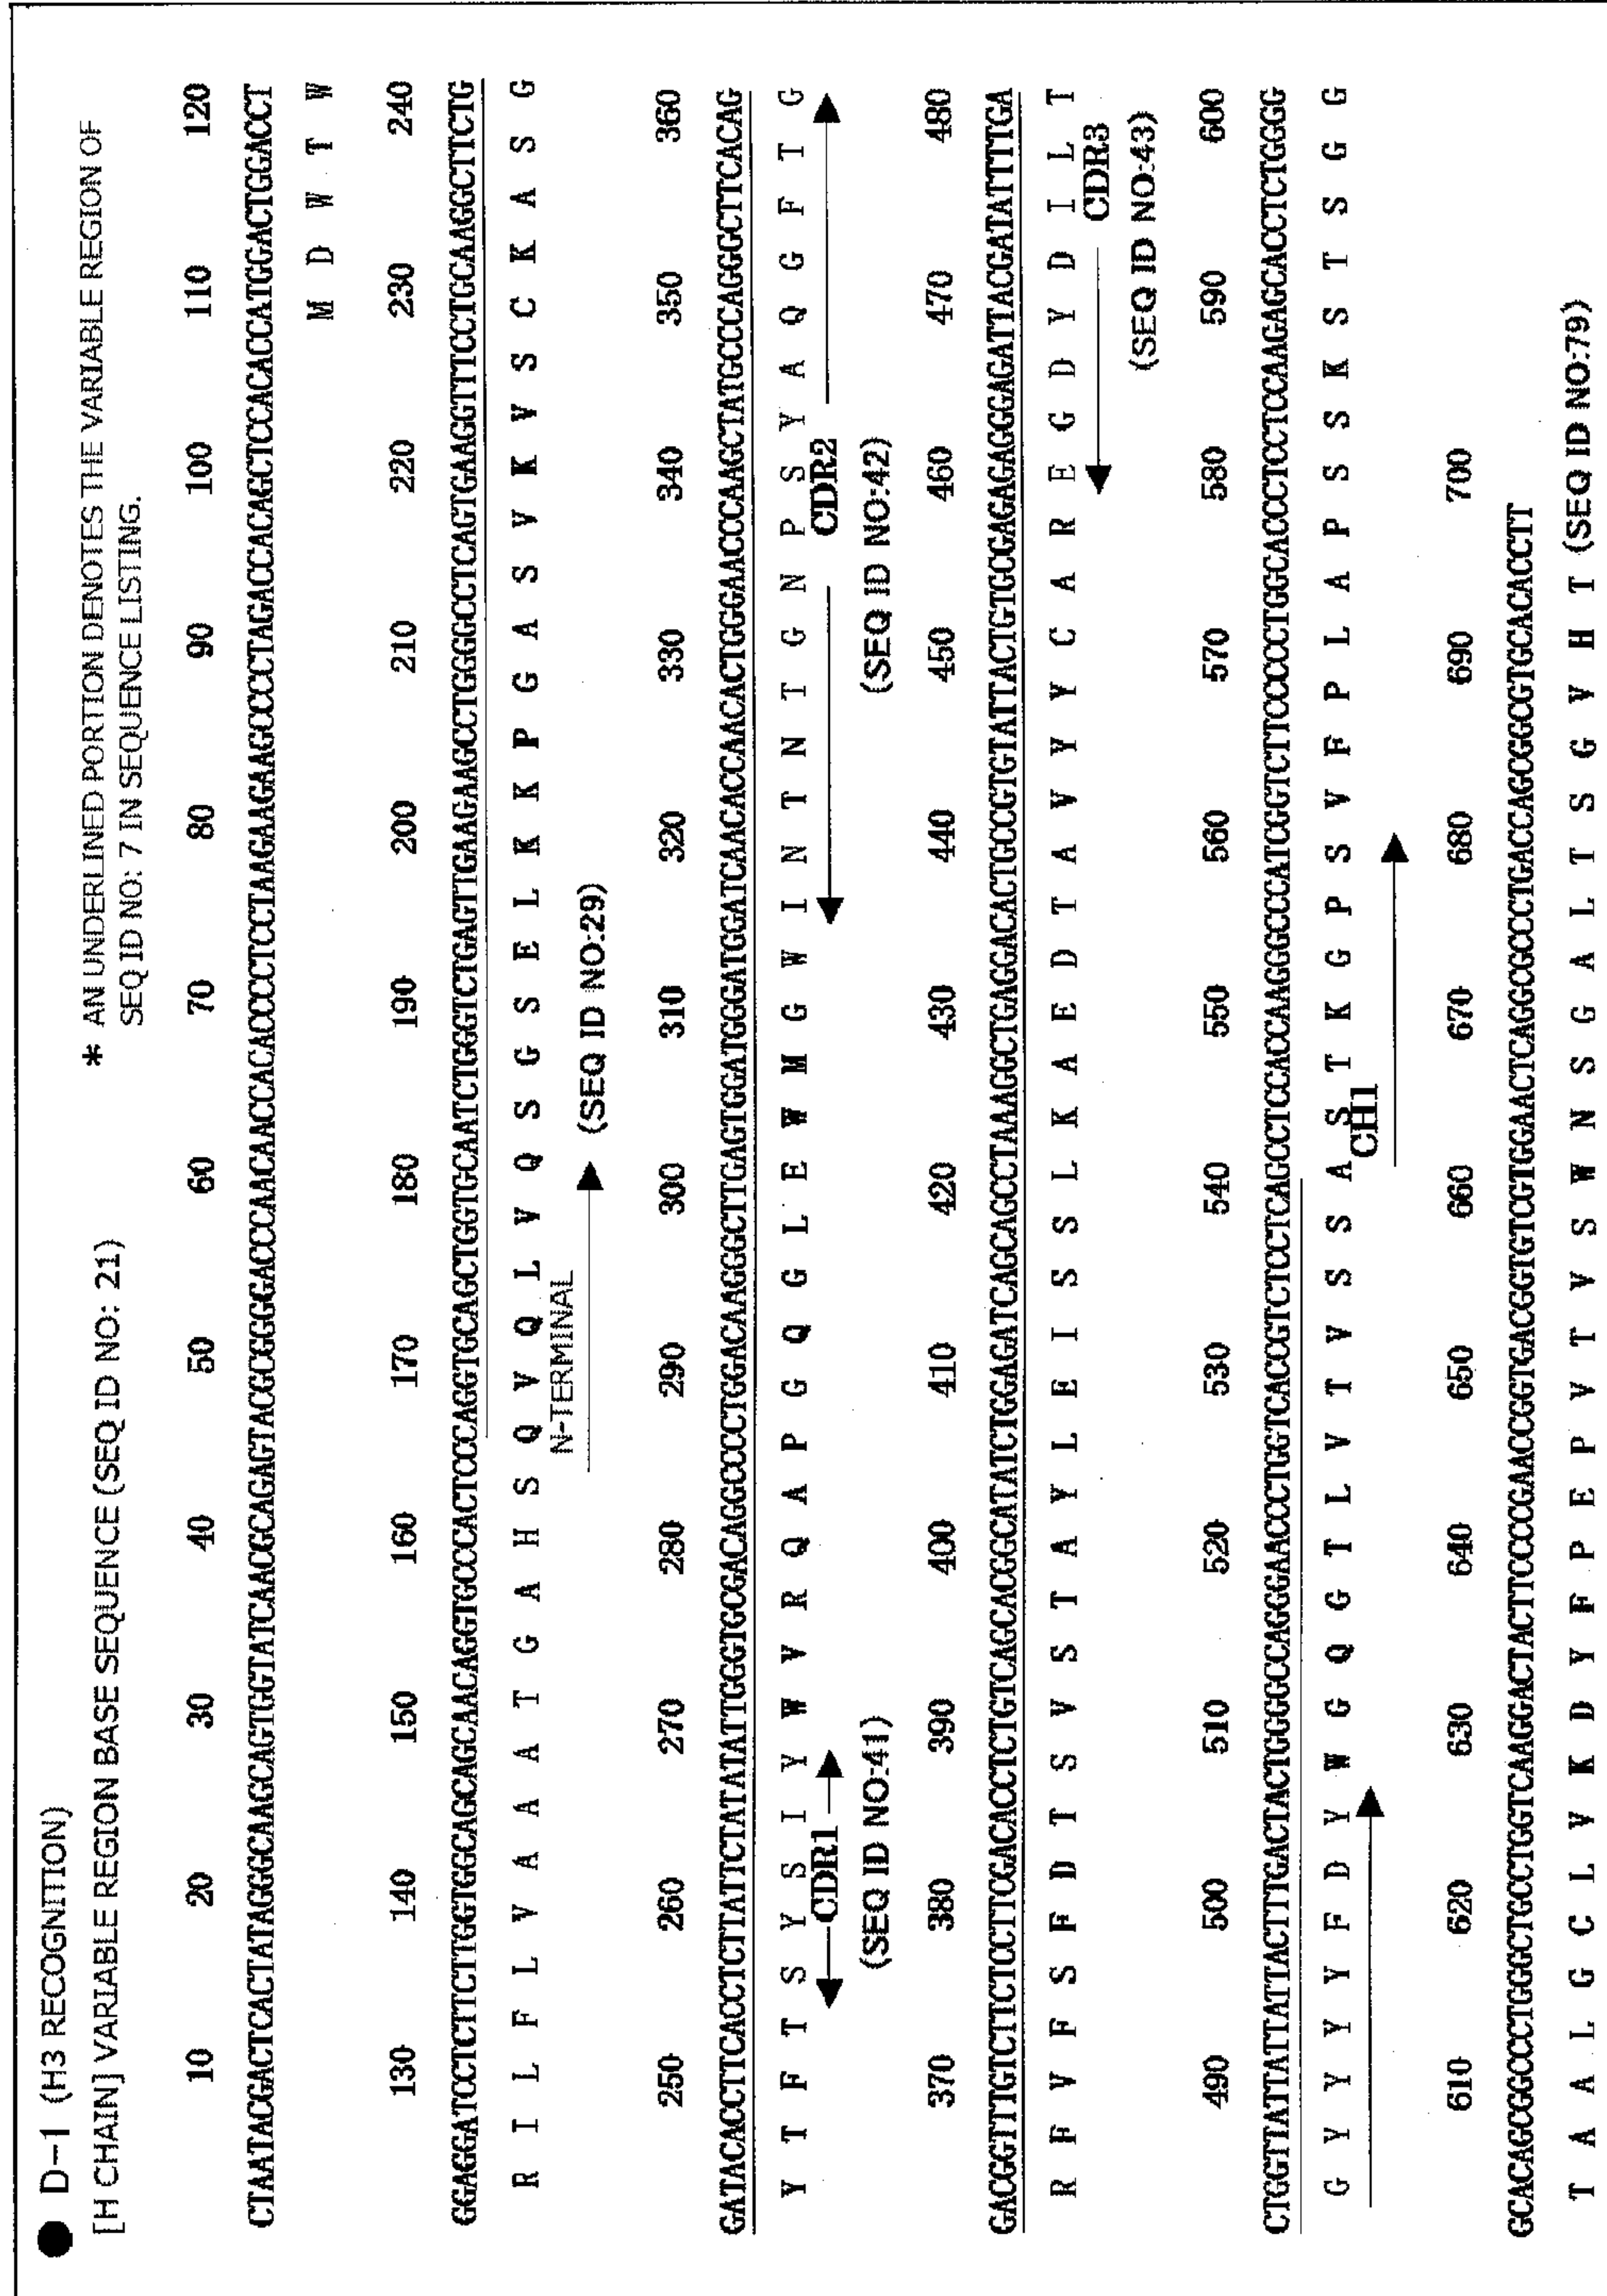 ● D-1 (H3 RECOGNITION)
[H CHAIN] VARIABLE REGION BASE SEQUENCE (SEQ ID NO: 21)
* AN UNDERLINED PORTION DENOTES THE VARIABLE REGION OF
SEQ ID NO: 7 IN SEQUENCE LISTING.
10 20 30 40 50 60 70 80 90 100 110 120
CTAATACGACTCACTATAGGGCAAGCAGTGGTATCAACGCAGAGTACGCGGGGACCCAACAACCACACCCCTCCTAAGAAGAAGCCCCTAGACCACAGCTCCACACCATGGACTGGACCT
M D W T W
130 140 150 160 170 180 190 200 210 220 230 240
GGAGGATCCTCTTCTTGGTGGCAGCAGCAACAGGTGCCCACTCCCAGGTGCAGCTGGTGCAATCTGGGTCTGAGTTGAAGAAGCCTGGGGCCTCAGTGAAGGTTTCCTGCAAGGCTTCTG
R I L F L V A A A T G A H S Q V Q L V Q S G S E L K K P G A S V K V S C K A S G
N-TERMINAL
(SEQ ID NO:29)
250 260 270 280 290 300 310 320 330 340 350 360
GATACACCTTCACCTCTTATTCTATATATTGGGTGCGACAGGCCCCTGGACAAGGGCTTGAGTGGATGGGATGGATCAACACCAACACTGGGAACCCAAGCTATGCCCAGGGCTTCACAG
Y T F T S Y S I Y W V R Q A P G Q G L E W M G W I N T N T G N P S Y A Q G F T G
CDR1 CDR2
(SEQ ID NO:41) (SEQ ID NO:42)
370 380 390 400 410 420 430 440 450 460 470 480
GACGGTTTGTCTTCTCCTTCGACACCTCTGTCAGCACGGCATATCTGGAGATCAGCAGCCTAAAGGCTGAGGACACTGCCGTGTATTACTGTGCGAGAGAGGGAGATTACGATATTTTGA
R F V F S F D T S V S T A Y L E I S S L K A E D T A V Y Y C A R E G D Y D I L T
CDR3
(SEQ ID NO:43)
490 500 510 520 530 540 550 560 570 580 590 600
CTGGTTATTATTATTACTTTGACTACTGGGGCCAGGGAACCCTGGTCACCGTCTCCTCAGCCTCCACCAAGGGCCCATCGGTCTTCCCCCTGGCACCCTCCTCCAAGAGCACCTCTGGGG
G Y Y Y Y F D Y W G Q G T L V T V S S A S T K G P S V F P L A P S S K S T S G G
CH1
610 620 630 640 650 660 670 680 690 700
GCACAGCGGCCCTGGGCTGCCTGGTCAAGGACTACTTCCCCGAACCGGTGACGGTGTCGTGGAACTCAGGCGCCCTGACCAGCGGCGTGCACACCTT
T A A L G C L V K D Y F P E P V T V S W N S G A L T S G V H T (SEQ ID NO:79)